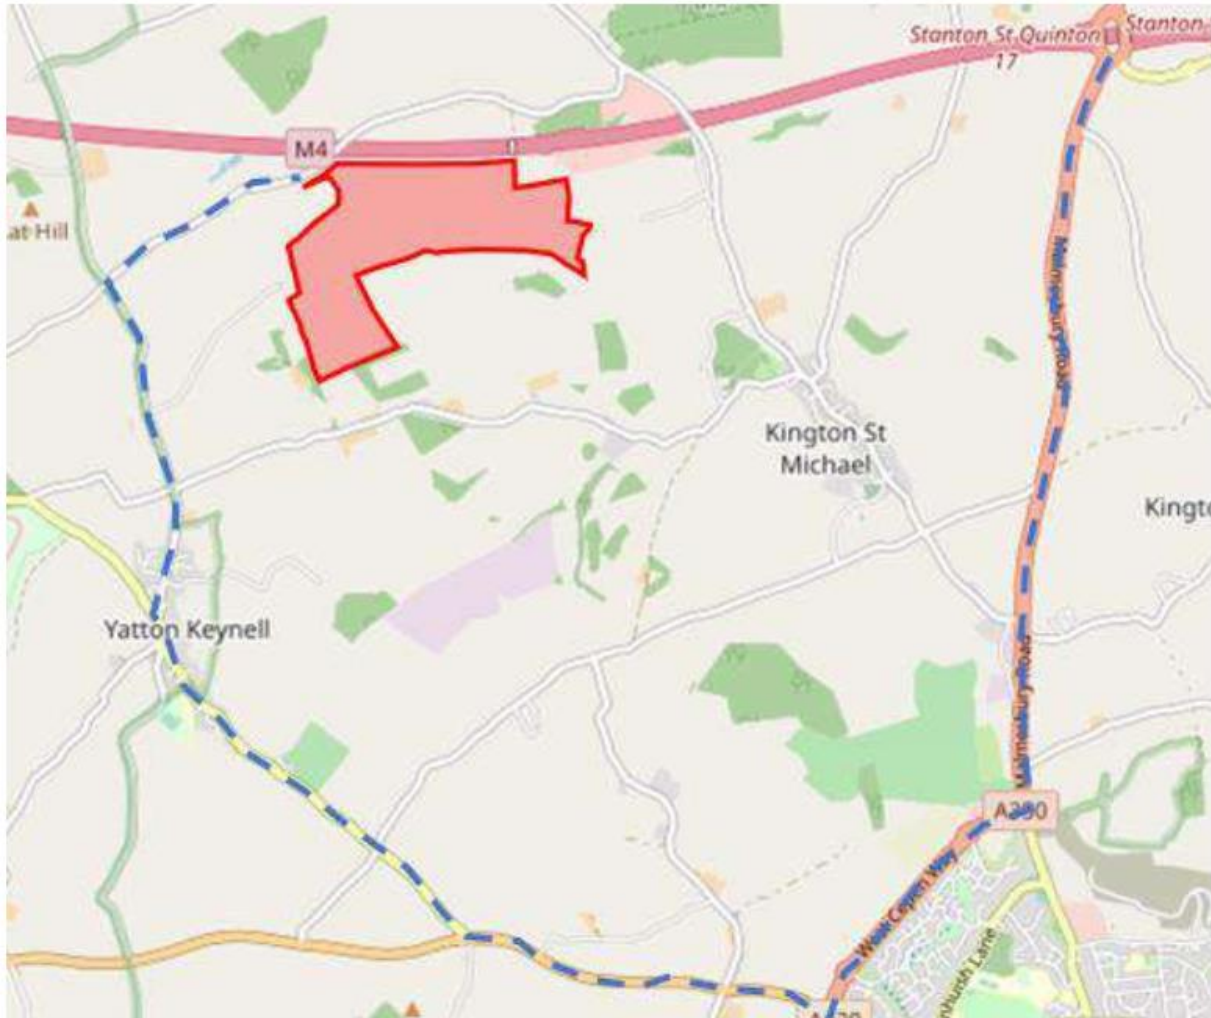 Stanton St Quinton
17
Stanton
M4
at Hill
Malmesbury Road
Kington St
Michael
Yatton Keynell
Malmesbury Road
A350
West Cepen Way
Lane